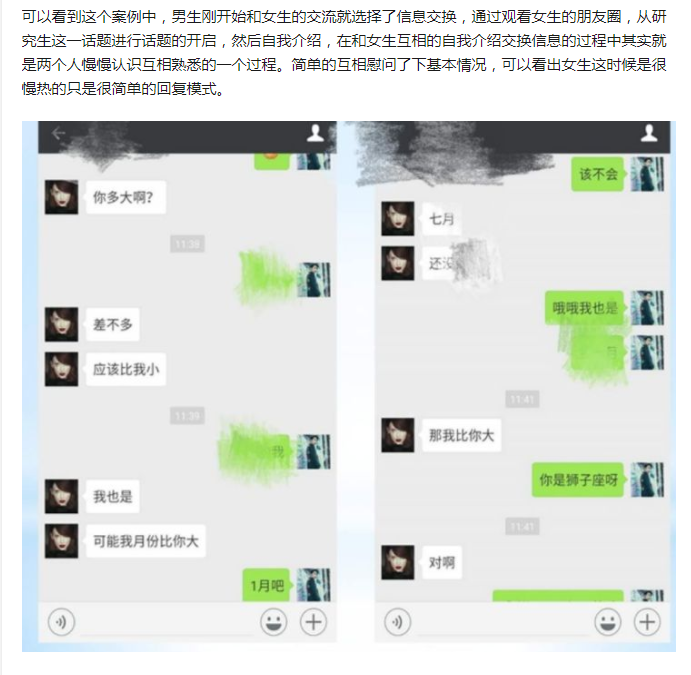 可以看到这个案例中，男生刚开始和女生的交流就选择了信息交换，通过观看女生的朋友圈，从研
究生这一话题进行话题的开启，然后自我介绍，在和女生互相的自我介绍交换信息的过程中其实就
是两个人慢慢认识互相熟悉的一个过程。简单的互相慰问了下基本情况，可以看出女生这时候是很
慢热的只是很简单的回复模式。
你多大啊？
11:38
差不多
应该比我小
11:39
我
我也是
可能我月份比你大
1月吧
该不会
七月
还没
哦哦我也是
11:41
那我比你大
你是狮子座呀
11:41
对啊